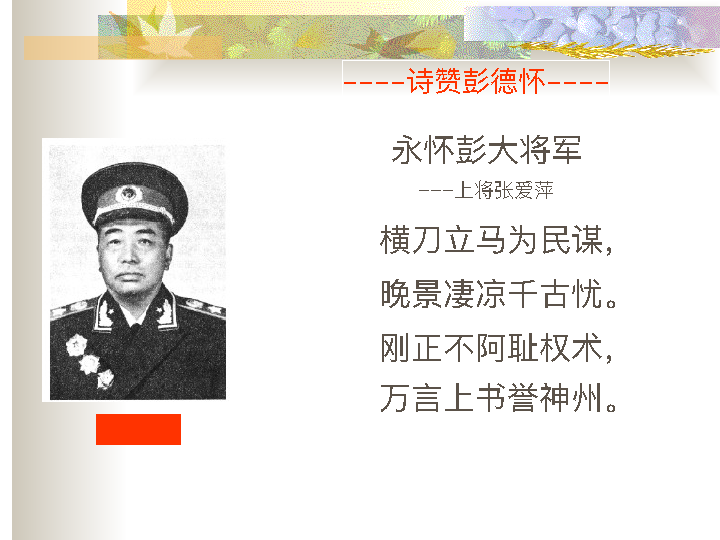 ----诗赞彭德怀----
永怀彭大将军
---上将张爱萍
横刀立马为民谋，
晚景凄凉千古忧。
刚正不阿耻权术，
万言上书誉神州。